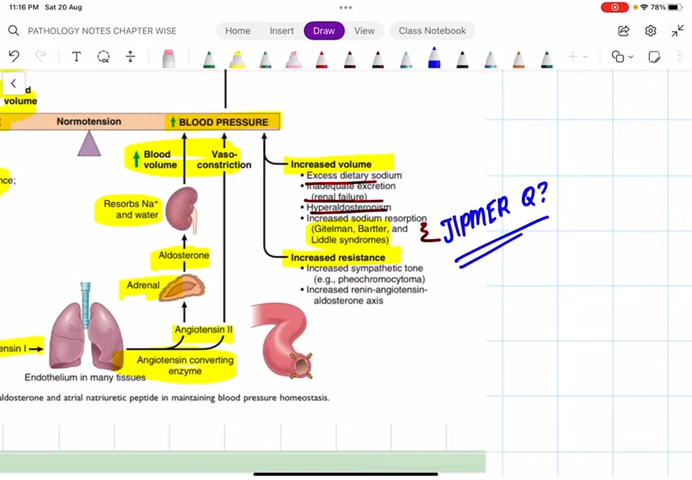 11:16 PM Sat 20 Aug
78%
PATHOLOGY NOTES CHAPTER WISE
Home Insert Draw View Class Notebook
T
d
volume
E Normotension ↑ BLOOD PRESSURE
nce;
↑ Blood volume
Vaso-
constriction
Resorbs Na+
and water
Aldosterone
Adrenal
Angiotensin II
ensin I
Angiotensin converting
enzyme
Endothelium in many tissues
Increased volume
• Excess dietary sodium
• Inadequate excretion
(renal failure)
• Hyperaldosteronism
• Increased sodium resorption
(Gitelman, Bartter, and
Liddle syndromes)
Increased resistance
• Increased sympathetic tone
(e.g., pheochromocytoma)
• Increased renin-angiotensin-
aldosterone axis
JIPMER Q?
aldosterone and atrial natriuretic peptide in maintaining blood pressure homeostasis.